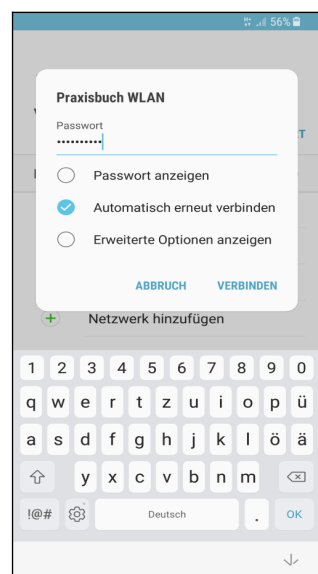 56%
Praxisbuch WLAN
Passwort
••••••••••
Passwort anzeigen
Automatisch erneut verbinden
Erweiterte Optionen anzeigen
ABBRUCH VERBINDEN
Netzwerk hinzufügen
1 2 3 4 5 6 7 8 9 0
q w e r t z u i o p ü
a s d f g h j k l ö ä
y x c v b n m
!@# Deutsch . OK